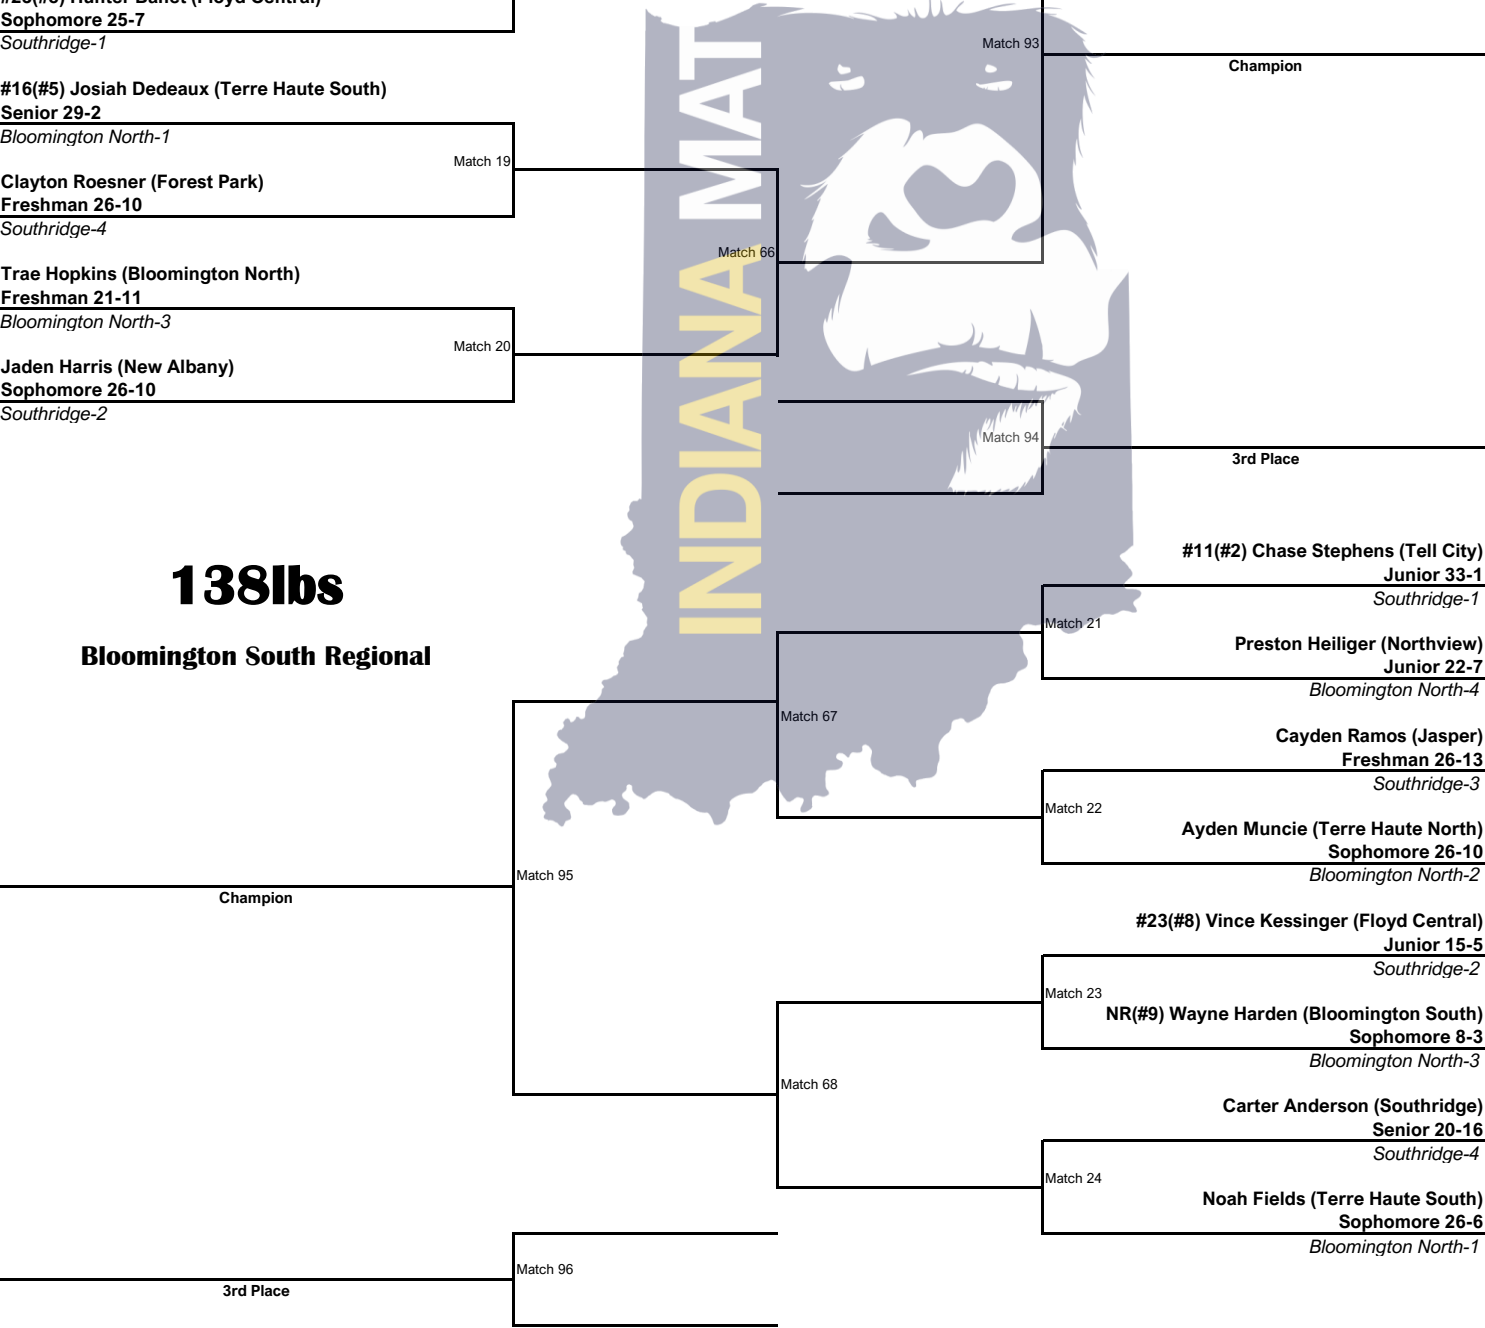 Sophomore 25-7
Southridge-1
Match 93
Champion
#16(#5) Josiah Dedeaux (Terre Haute South)
Senior 29-2
Bloomington North-1
Match 19
Clayton Roesner (Forest Park)
Freshman 26-10
Southridge-4
Match 66
Trae Hopkins (Bloomington North)
Freshman 21-11
Bloomington North-3
Match 20
Jaden Harris (New Albany)
Sophomore 26-10
Southridge-2
Match 94
3rd Place
INDIANA MAT
138lbs
Bloomington South Regional
#11(#2) Chase Stephens (Tell City)
Junior 33-1
Southridge-1
Match 21
Preston Heiliger (Northview)
Junior 22-7
Bloomington North-4
Match 67
Cayden Ramos (Jasper)
Freshman 26-13
Southridge-3
Match 22
Ayden Muncie (Terre Haute North)
Sophomore 26-10
Bloomington North-2
Match 95
Champion
#23(#8) Vince Kessinger (Floyd Central)
Junior 15-5
Southridge-2
Match 23
NR(#9) Wayne Harden (Bloomington South)
Sophomore 8-3
Bloomington North-3
Match 68
Carter Anderson (Southridge)
Senior 20-16
Southridge-4
Match 24
Noah Fields (Terre Haute South)
Sophomore 26-6
Bloomington North-1
Match 96
3rd Place